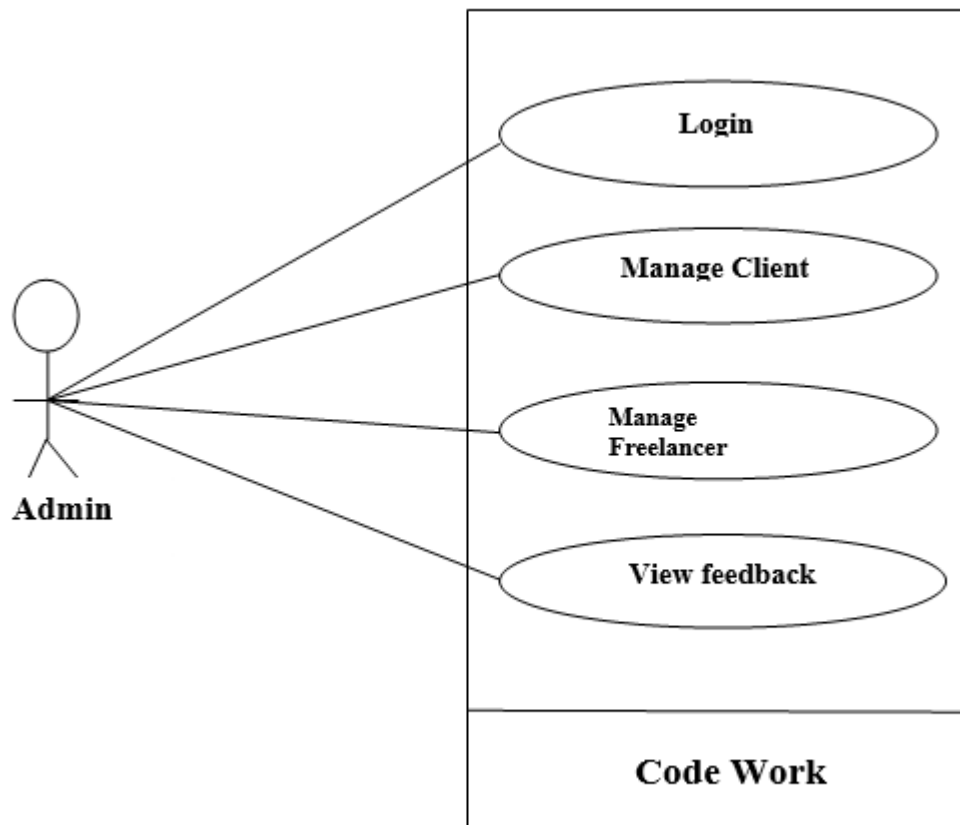 Login
Manage Client
Manage
Freelancer
Admin
View feedback
Code Work